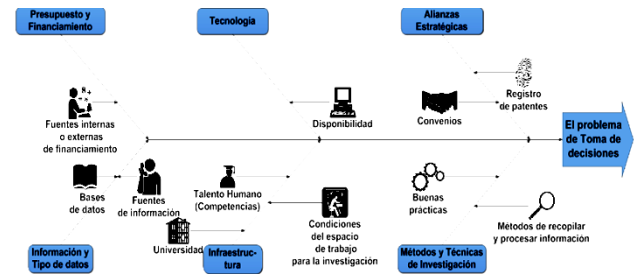 Presupuesto y
Financiamiento
Tecnología
Alianzas
Estratégicas
Fuentes internas
o externas
de financiamiento
Disponibilidad
Convenios
Registro
de patentes
El problema
de Toma de
decisiones
Bases
de datos
Fuentes
de información
Talento Humano
(Competencias)
Universidad
Condiciones
del espacio
de trabajo
para la investigación
Buenas
practicas
Métodos de recopilar
y procesar información
Información y
Tipo de datos
Infraestruc-
tura
Métodos y Técnicas
de Investigación